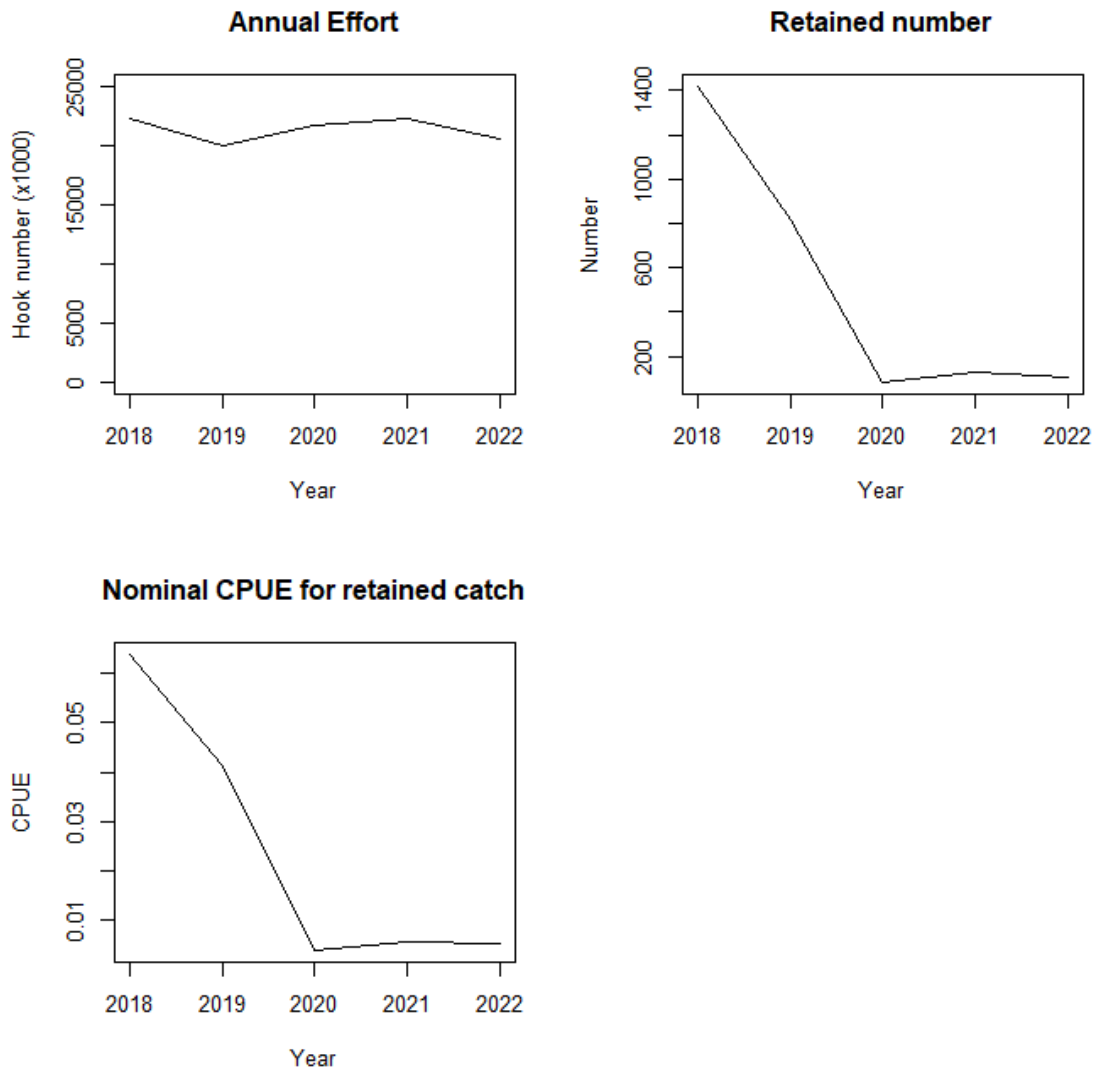 Annual Effort
Hook number (x1000)
25000
15000
5000
0
2018 2019 2020 2021 2022
Year
Retained number
Number
1400
1000
600
200
2018 2019 2020 2021 2022
Year
Nominal CPUE for retained catch
CPUE
0.05
0.03
0.01
2018 2019 2020 2021 2022
Year